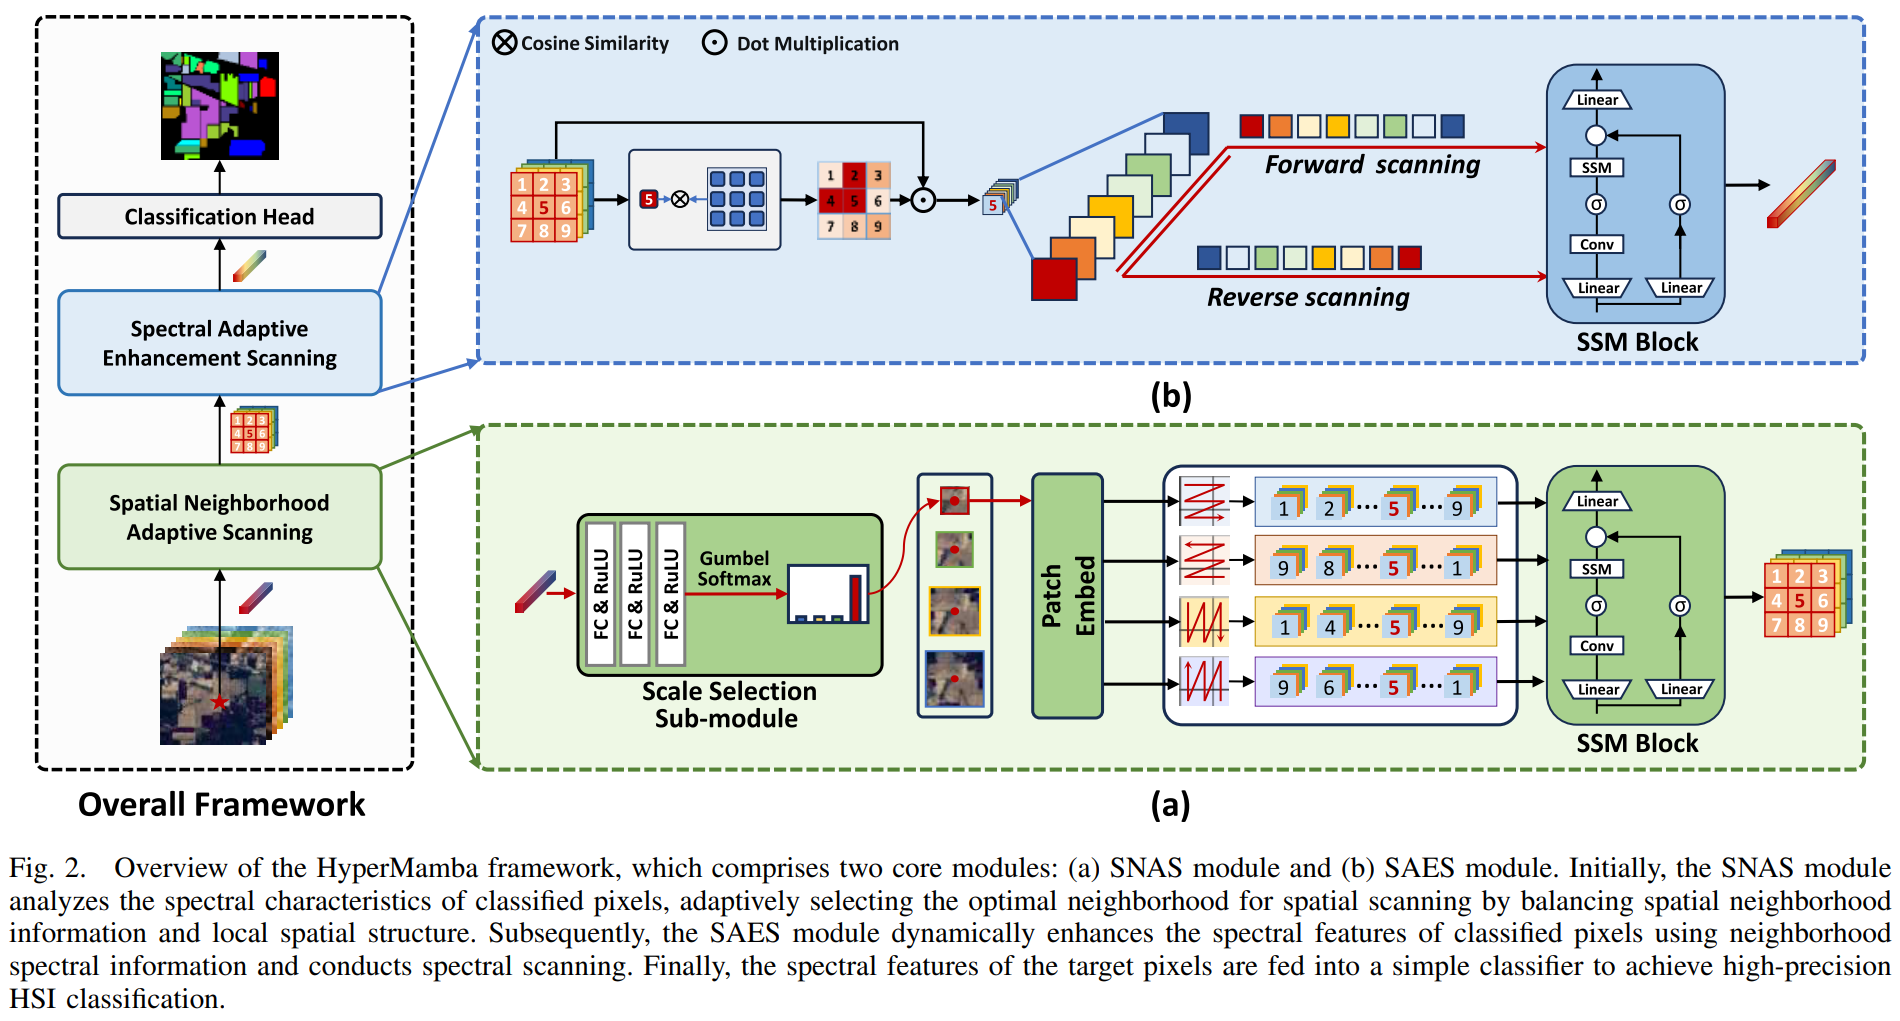 Classification Head
Spectral Adaptive
Enhancement Scanning
1 2 3
4 5 6
7 8 9
Spatial Neighborhood
Adaptive Scanning
Overall Framework
Cosine Similarity
Dot Multiplication
1 2 3
4 5 6
7 8 9
5
1 2 3
4 5 6
7 8 9
5
Forward scanning
Reverse scanning
Linear
SSM
σ
σ
Conv
Linear
Linear
SSM Block
(b)
FC & RuLU
FC & RuLU
FC & RuLU
Gumbel
Softmax
Scale Selection
Sub-module
Patch
Embed
1 2 ··· 5 ··· 9
9 8 ··· 5 ··· 1
1 4 ··· 5 ··· 9
9 6 ··· 5 ··· 1
Linear
SSM
σ
σ
Conv
Linear
Linear
SSM Block
1 2 3
4 5 6
7 8 9
(a)
Fig. 2. Overview of the HyperMamba framework, which comprises two core modules: (a) SNAS module and (b) SAES module. Initially, the SNAS module
analyzes the spectral characteristics of classified pixels, adaptively selecting the optimal neighborhood for spatial scanning by balancing spatial neighborhood
information and local spatial structure. Subsequently, the SAES module dynamically enhances the spectral features of classified pixels using neighborhood
spectral information and conducts spectral scanning. Finally, the spectral features of the target pixels are fed into a simple classifier to achieve high-precision
HSI classification.